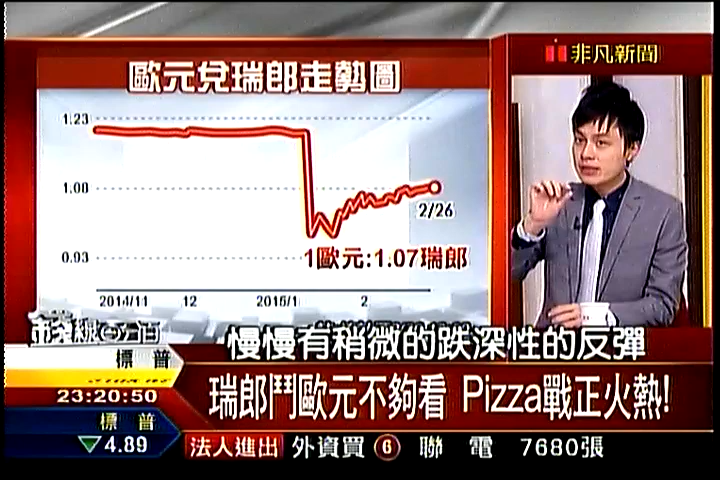 非凡新聞
歐元兌瑞郎走勢圖
1.23
1.08
0.93
2/26
1歐元:1.07瑞郎
2014/11 12 2015/1 2
慢慢有稍微的跌深性的反彈
瑞郎鬥歐元不夠看 Pizza戰正火熱!
標普
23:20:50
標普
▽4.89
法人進出 外資買 6 聯電 7680張